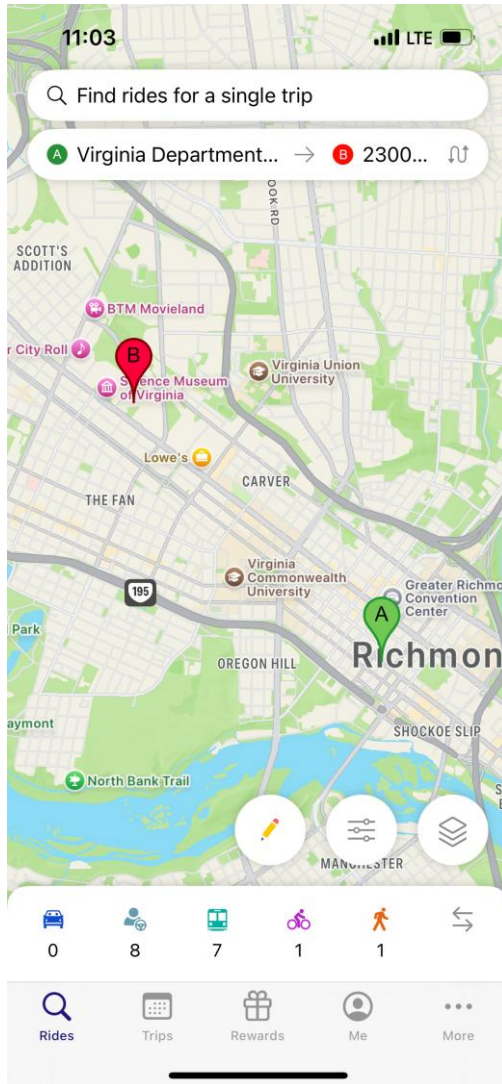 11:03
LTE
Find rides for a single trip
A Virginia Department... → B 2300...
OOK RD
SCOTT'S
ADDITION
BTM Movieland
r City Roll
B
Science Museum
of Virginia
Virginia Union
University
Lowe's
CARVER
THE FAN
Virginia
Commonwealth
University
195
Greater Richmo
Convention
Center
A
Park
Richmon
OREGON HILL
SHOCKOE SLIP
aymont
North Bank Trail
0 8 7 1 1
Rides Trips Rewards Me More